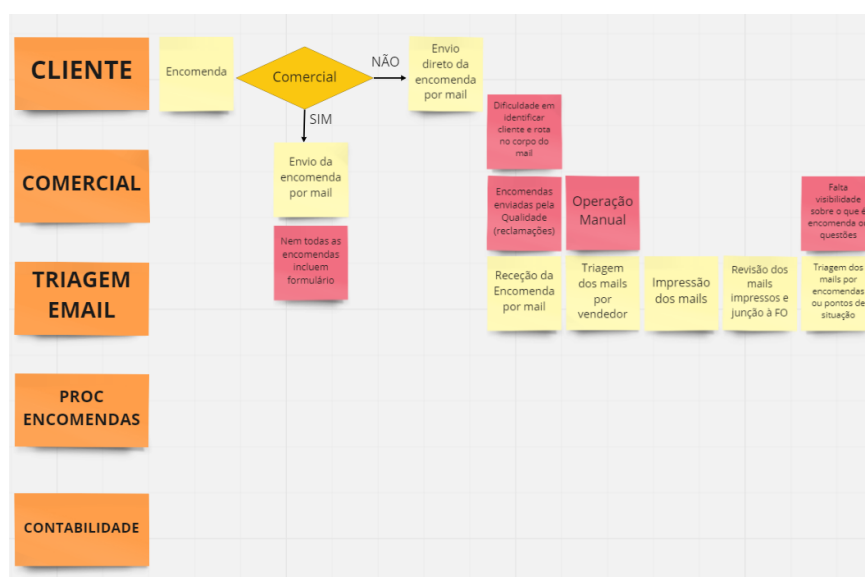 CLIENTE
Encomenda
Comercial
NÃO
SIM
Envio
direto da
encomenda
por mail
Dificuldade em
identificar
cliente e rota
no corpo do
mail
COMERCIAL
Envio da
encomenda
por mail
Encomendas
enviadas pela
Qualidade
(reclamações)
Operação
Manual
Falta
visibilidade
sobre o que é
encomenda ou
questões
Nem todas as
encomendas
incluem
formulário
TRIAGEM
EMAIL
Receção da
Encomenda
por mail
Triagem
dos mails
por
vendedor
Impressão
dos mails
Revisão dos
mails
impressos e
junção à FO
Triagem dos
mails por
encomendas
ou pontos de
situação
PROC
ENCOMENDAS
CONTABILIDADE